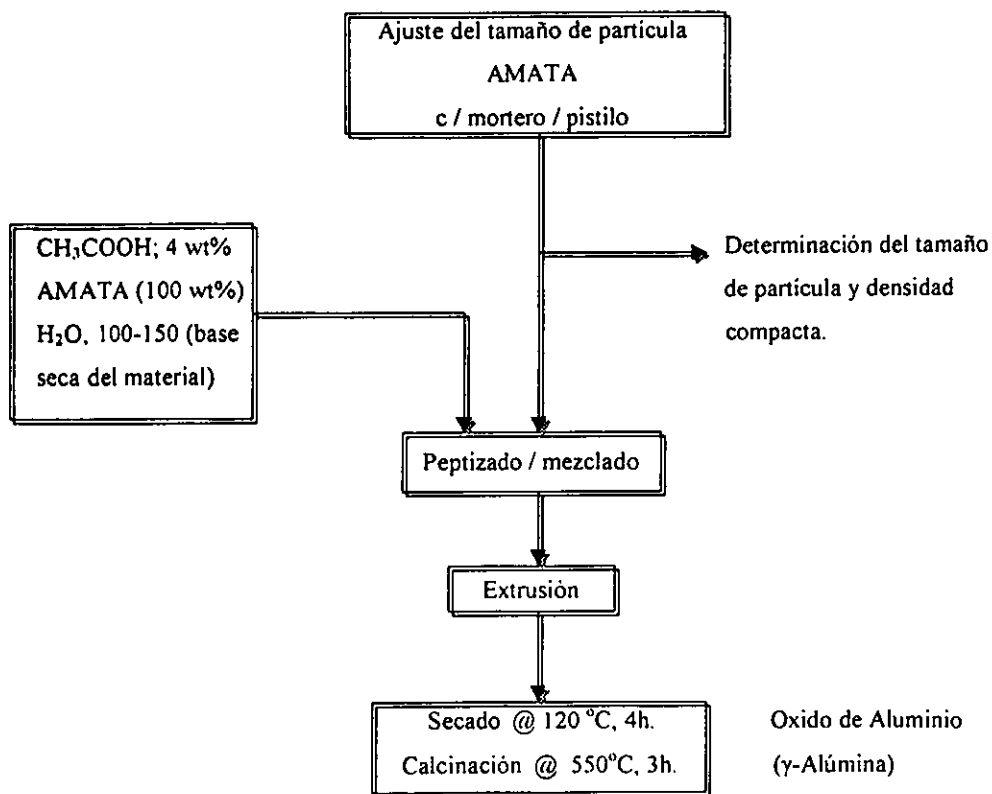 Ajuste del tamaño de partícula
AMATA
c / mortero / pistilo
CH₃COOH; 4 wt%
AMATA (100 wt%)
H₂O, 100-150 (base
seca del material)
Determinación del tamaño
de partícula y densidad
compacta.
Peptizado / mezclado
Extrusión
Secado @ 120 °C, 4h.
Calcinación @ 550°C, 3h.
Oxido de Aluminio
(γ-Alúmina)